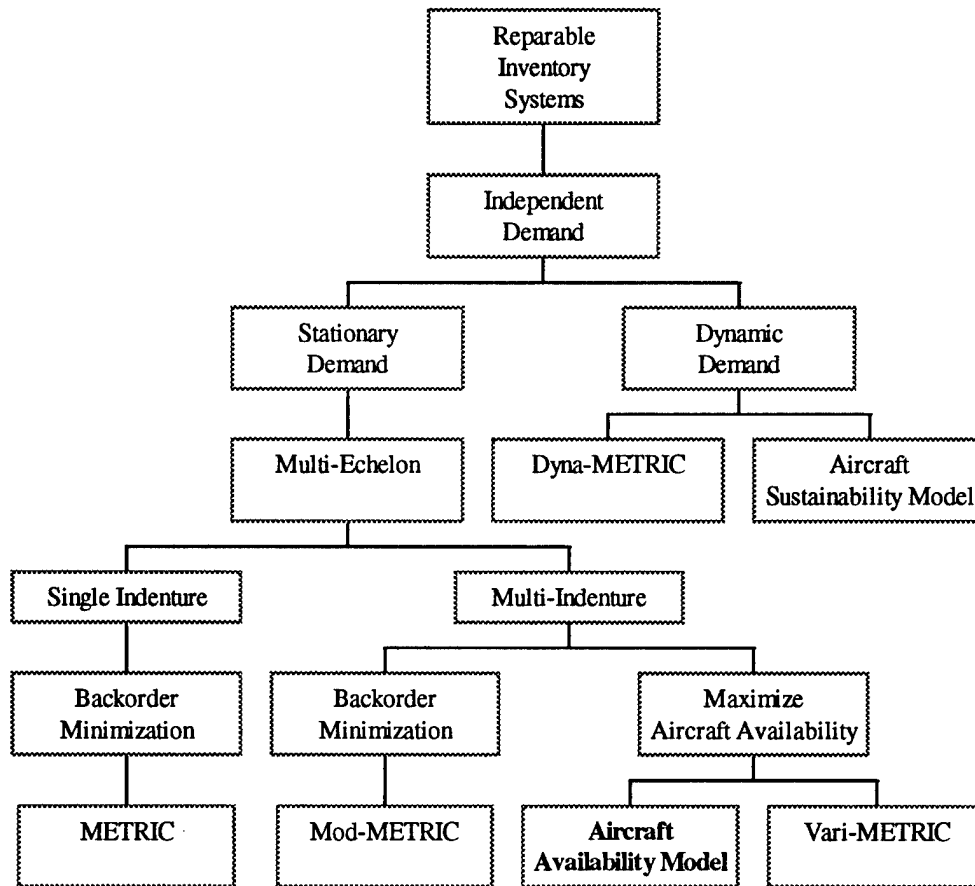 Reparable
Inventory
Systems
Independent
Demand
Stationary
Demand
Dynamic
Demand
Multi-Echelon
Dyna-METRIC
Aircraft
Sustainability Model
Single Indenture
Multi-Indenture
Backorder
Minimization
Backorder
Minimization
Maximize
Aircraft Availability
METRIC
Mod-METRIC
Aircraft
Availability Model
Vari-METRIC